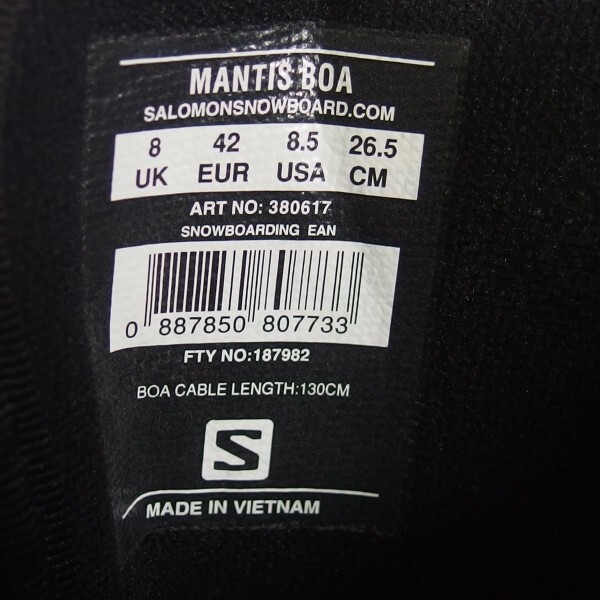 MANTIS BOA
SALOMONSNOWBOARD.COM
8 42 8.5 26.5
UK EUR USA CM
ART NO: 380617
SNOWBOARDING EAN
0 887850 807733
FTY NO:187982
BOA CABLE LENGTH:130CM
S
MADE IN VIETNAM